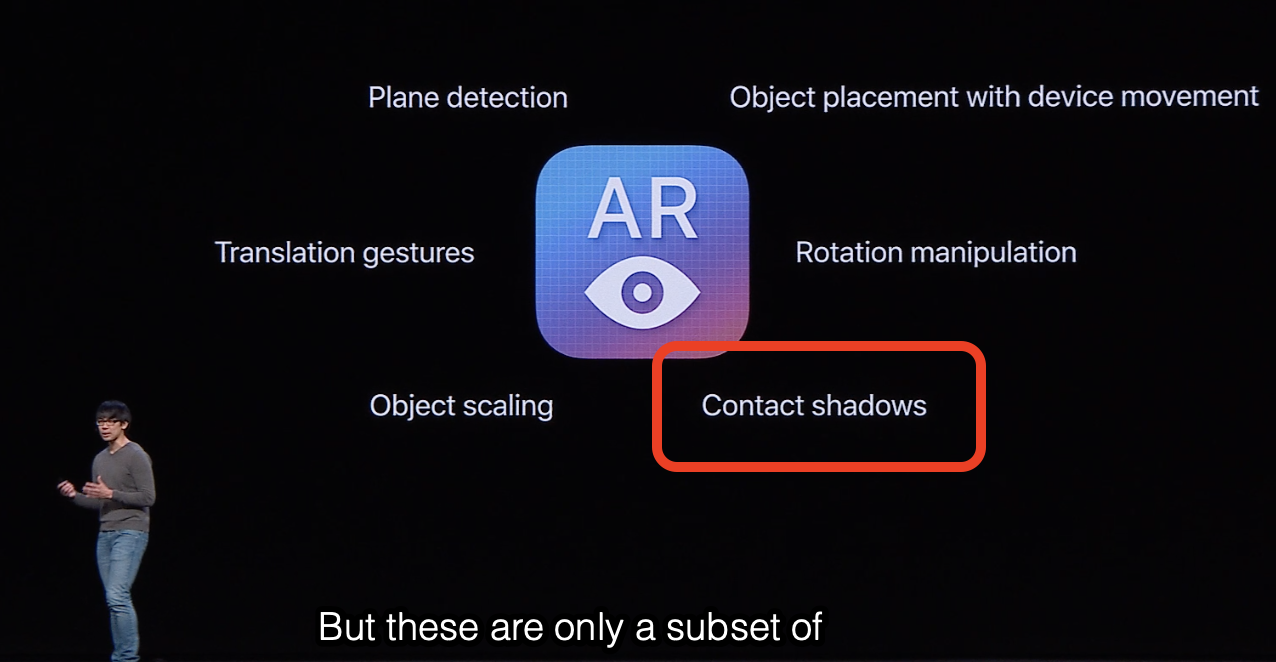 Plane detection
Object placement with device movement
AR
Translation gestures
Rotation manipulation
Object scaling
Contact shadows
But these are only a subset of